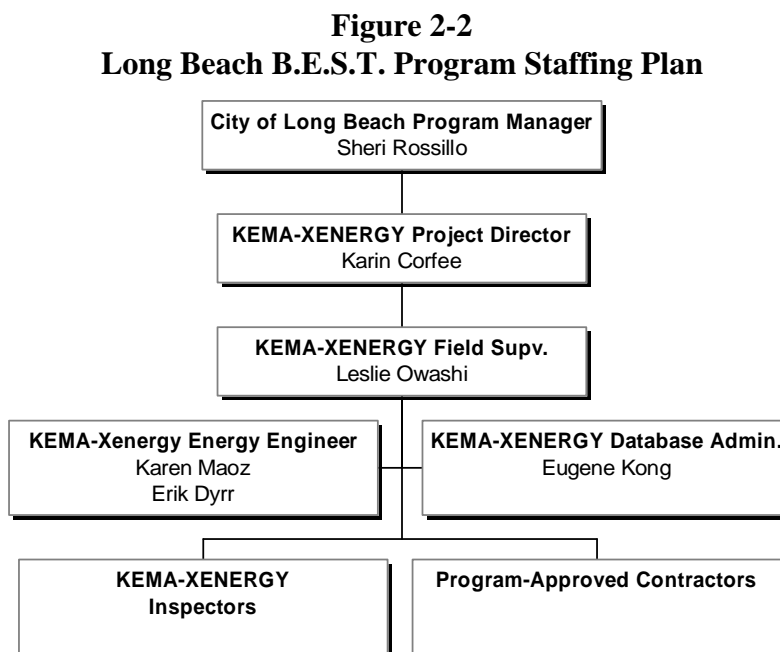 Figure 2-2
Long Beach B.E.S.T. Program Staffing Plan
City of Long Beach Program Manager
Sheri Rossillo
KEMA-XENERGY Project Director
Karin Corfee
KEMA-XENERGY Field Supv.
Leslie Owashi
KEMA-Xenergy Energy Engineer
Karen Maoz
Erik Dyrr
KEMA-XENERGY Database Admin.
Eugene Kong
KEMA-XENERGY
Inspectors
Program-Approved Contractors